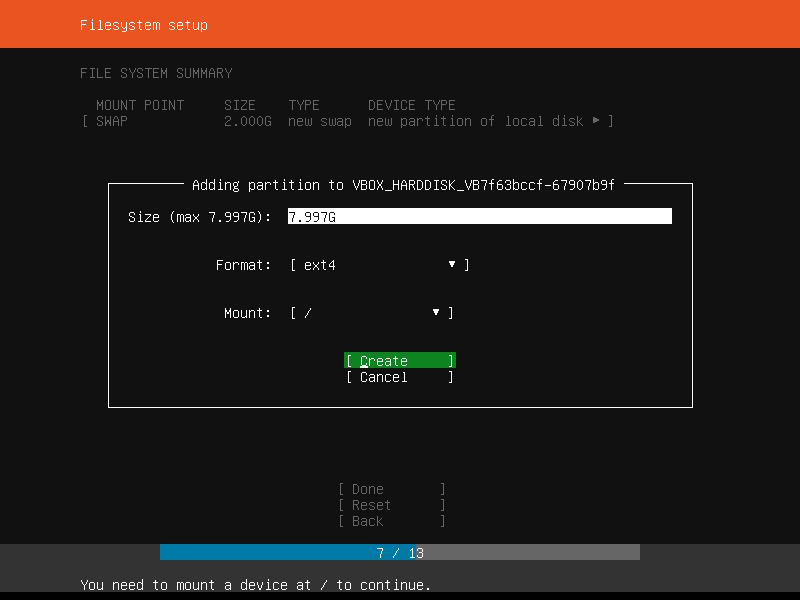 Filesystem setup
FILE SYSTEM SUMMARY
MOUNT POINT SIZE TYPE DEVICE TYPE
[ SWAP 2.000G new swap new partition of local disk ▸ ]
Adding partition to VBOX_HARDDISK_VB7f63bccf-67907b9f
Size (max 7.997G): 7.997G
Format: [ ext4 ▾ ]
Mount: [ / ▾ ]
[ Create ]
[ Cancel ]
[ Done ]
[ Reset ]
[ Back ]
7 / 13
You need to mount a device at / to continue.